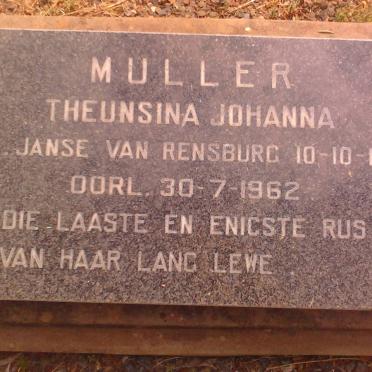 MULLER
THEUNSINA JOHANNA
JANSE VAN RENSBURG 10-10-1
OORL. 30-7-1962
DIE LAASTE EN ENIGSTE RUS
VAN HAAR LANG LEWE